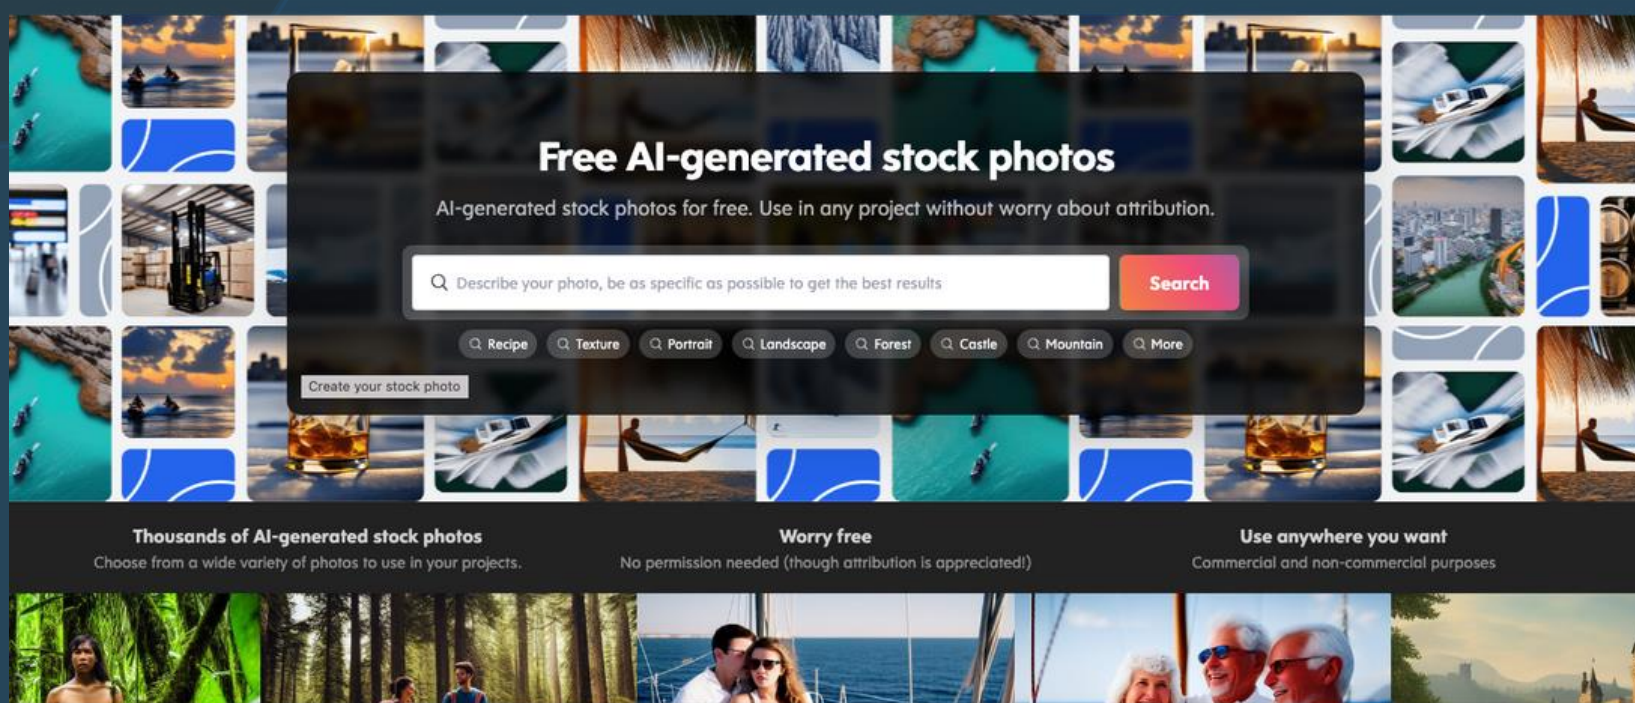 Free AI-generated stock photos
AI-generated stock photos for free. Use in any project without worry about attribution.
Describe your photo, be as specific as possible to get the best results
Search
Recipe
Texture
Portrait
Landscape
Forest
Castle
Mountain
More
Create your stock photo
Thousands of AI-generated stock photos
Choose from a wide variety of photos to use in your projects.
Worry free
No permission needed (though attribution is appreciated!)
Use anywhere you want
Commercial and non-commercial purposes